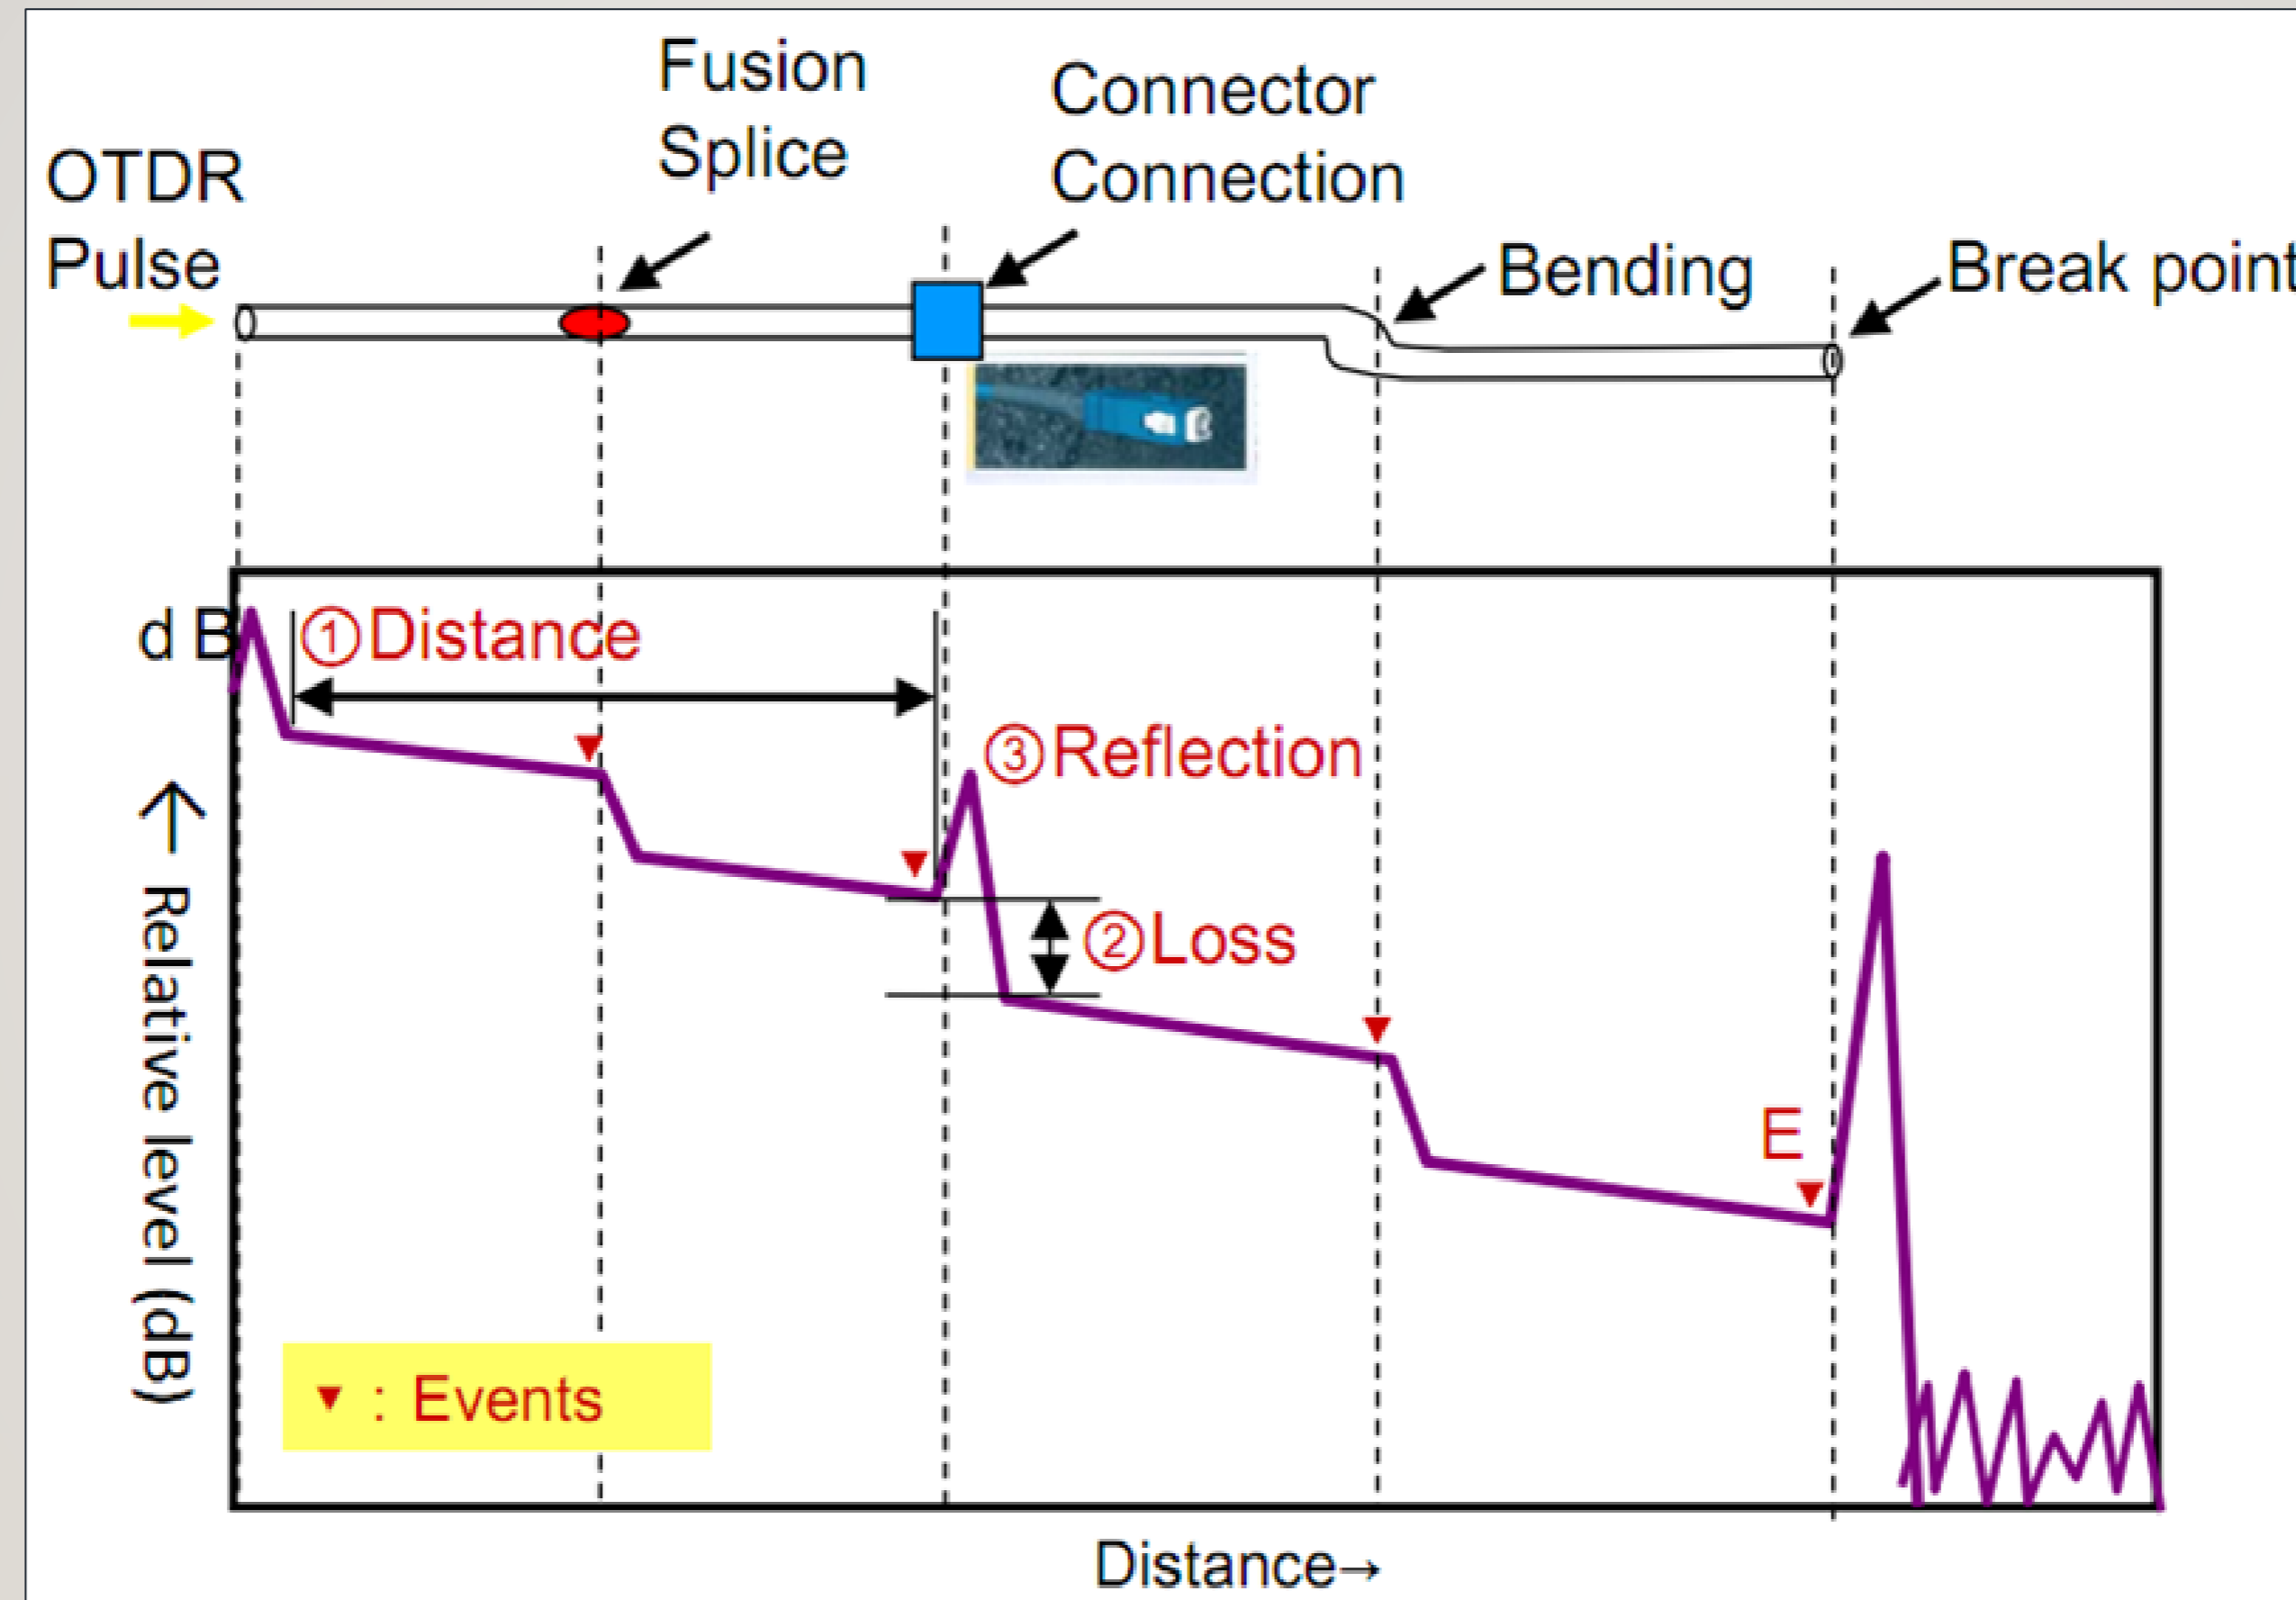 Fusion
Splice
Connector
Connection
OTDR
Pulse
Bending
Break point
d B
①Distance
③Reflection
②Loss
E
← Relative level (dB)
▼ : Events
Distance→